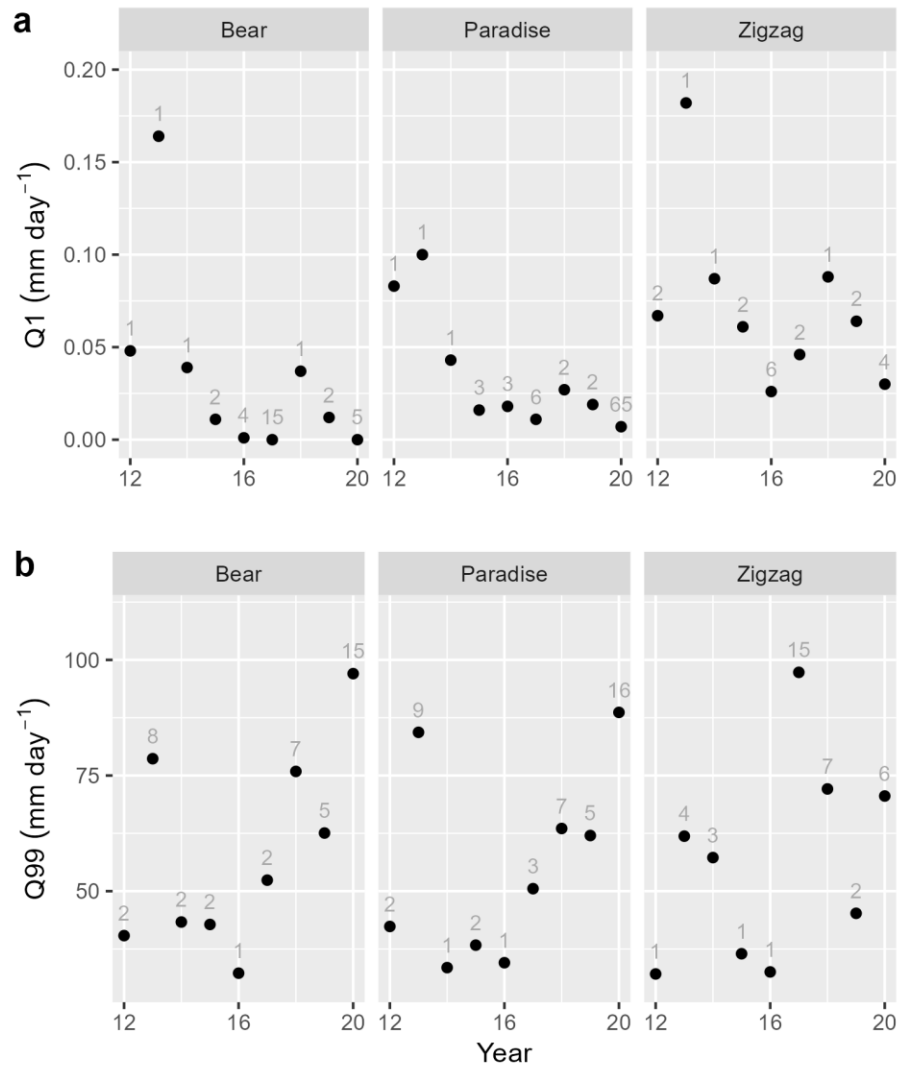 a
Bear Paradise Zigzag
Q1 (mm day⁻¹)
0.20
0.15
0.10
0.05
0.00
1 1 1 2 4 15 1 2 5
1 1 1 3 3 6 2 2 65
2 1 1 2 6 2 1 2 4
12 16 20 12 16 20 12 16 20
b
Bear Paradise Zigzag
Q99 (mm day⁻¹)
100
75
50
2 8 2 2 1 2 7 5 15
2 9 1 2 1 3 7 5 16
1 4 3 1 1 15 7 2 6
12 16 20 12 16 20 12 16 20
Year